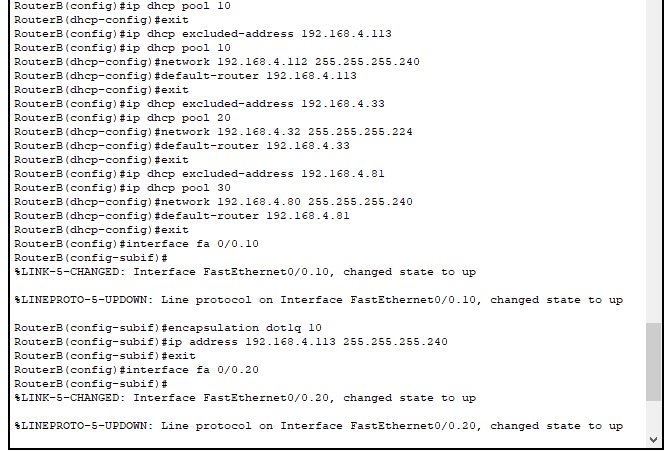 RouterB(config)#ip dhcp pool 10
RouterB(dhcp-config)#exit
RouterB(config)#ip dhcp excluded-address 192.168.4.113
RouterB(config)#ip dhcp pool 10
RouterB(dhcp-config)#network 192.168.4.112 255.255.255.240
RouterB(dhcp-config)#default-router 192.168.4.113
RouterB(dhcp-config)#exit
RouterB(config)#ip dhcp excluded-address 192.168.4.33
RouterB(config)#ip dhcp pool 20
RouterB(dhcp-config)#network 192.168.4.32 255.255.255.224
RouterB(dhcp-config)#default-router 192.168.4.33
RouterB(dhcp-config)#exit
RouterB(config)#ip dhcp excluded-address 192.168.4.81
RouterB(config)#ip dhcp pool 30
RouterB(dhcp-config)#network 192.168.4.80 255.255.255.240
RouterB(dhcp-config)#default-router 192.168.4.81
RouterB(dhcp-config)#exit
RouterB(config)#interface fa 0/0.10
RouterB(config-subif)#
%LINK-5-CHANGED: Interface FastEthernet0/0.10, changed state to up
%LINEPROTO-5-UPDOWN: Line protocol on Interface FastEthernet0/0.10, changed state to up
RouterB(config-subif)#encapsulation dot1q 10
RouterB(config-subif)#ip address 192.168.4.113 255.255.255.240
RouterB(config-subif)#exit
RouterB(config)#interface fa 0/0.20
RouterB(config-subif)#
%LINK-5-CHANGED: Interface FastEthernet0/0.20, changed state to up
%LINEPROTO-5-UPDOWN: Line protocol on Interface FastEthernet0/0.20, changed state to up